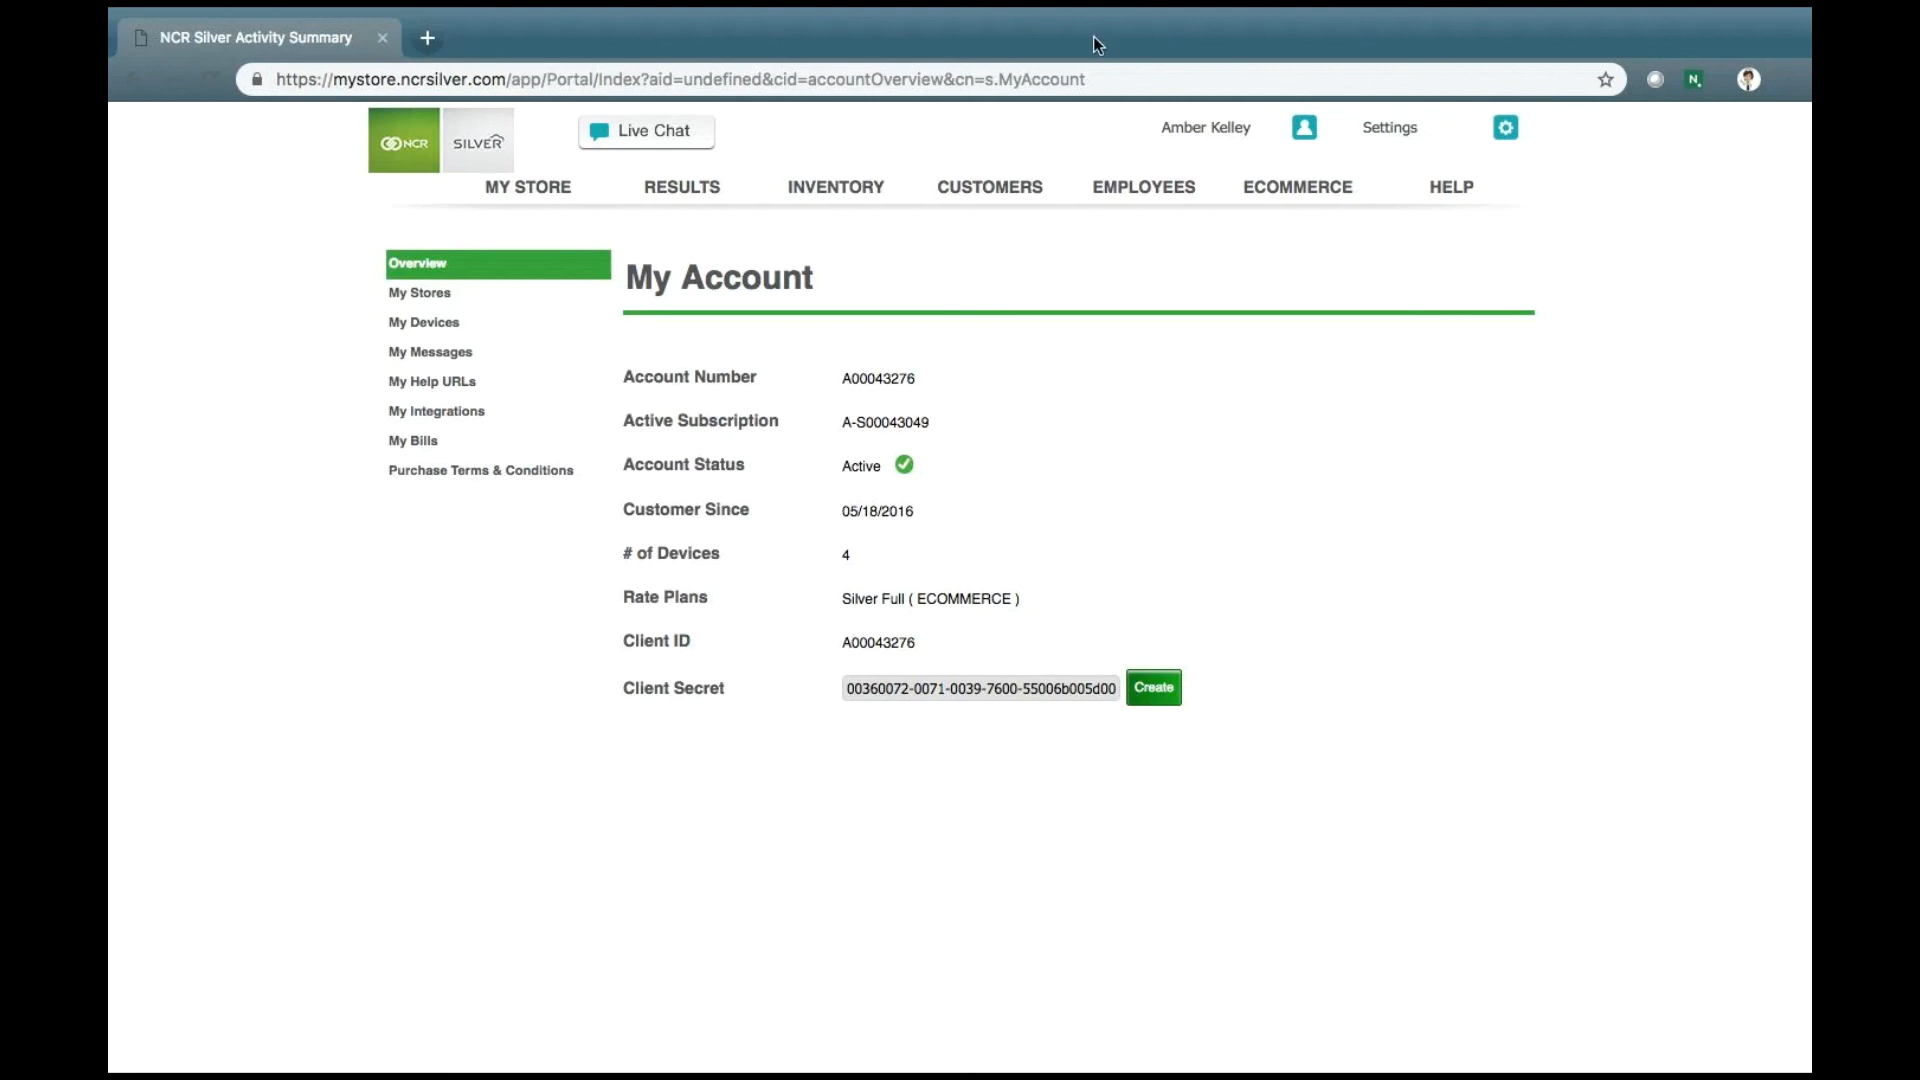 NCR Silver Activity Summary
https://mystore.ncrsilver.com/app/Portal/Index?aid=undefined&cid=accountOverview&cn=s.MyAccount
N.
NCR SILVER
Live Chat
Amber Kelley
Settings
MY STORE RESULTS INVENTORY CUSTOMERS EMPLOYEES ECOMMERCE HELP
Overview
My Stores
My Devices
My Messages
My Help URLs
My Integrations
My Bills
Purchase Terms & Conditions
My Account
Account Number A00043276
Active Subscription A-S00043049
Account Status Active
Customer Since 05/18/2016
# of Devices 4
Rate Plans Silver Full ( ECOMMERCE )
Client ID A00043276
Client Secret 00360072-0071-0039-7600-55006b005d00 Create